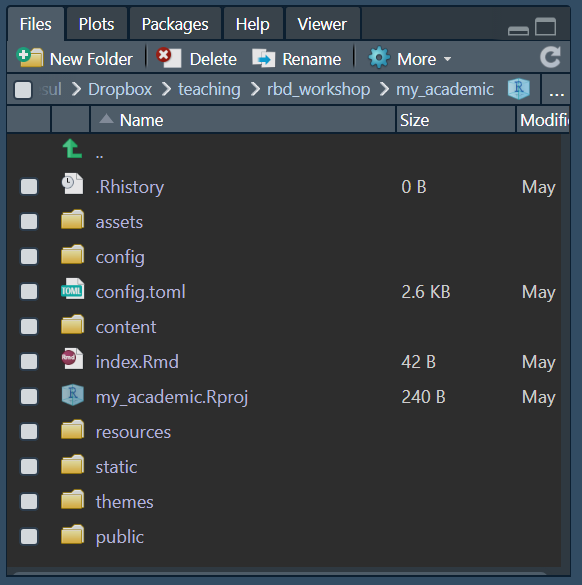 Files Plots Packages Help Viewer
New Folder Delete Rename More
sul Dropbox teaching rbd_workshop my_academic R ...
Name Size Modifi
..
.Rhistory 0 B May
assets
config
TOML config.toml 2.6 KB May
content
Rmd index.Rmd 42 B May
R my_academic.Rproj 240 B May
resources
static
themes
public